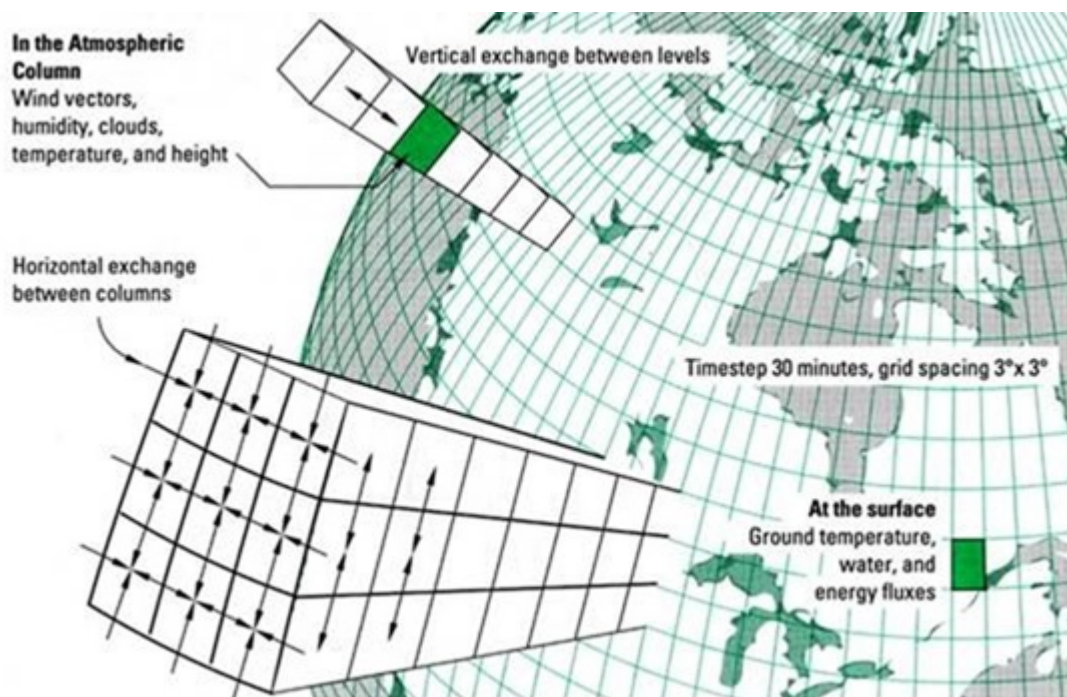 In the Atmospheric
Column
Wind vectors,
humidity, clouds,
temperature, and height
Vertical exchange between levels
Horizontal exchange
between columns
Timestep 30 minutes, grid spacing 3°x 3°
At the surface
Ground temperature,
water, and
energy fluxes